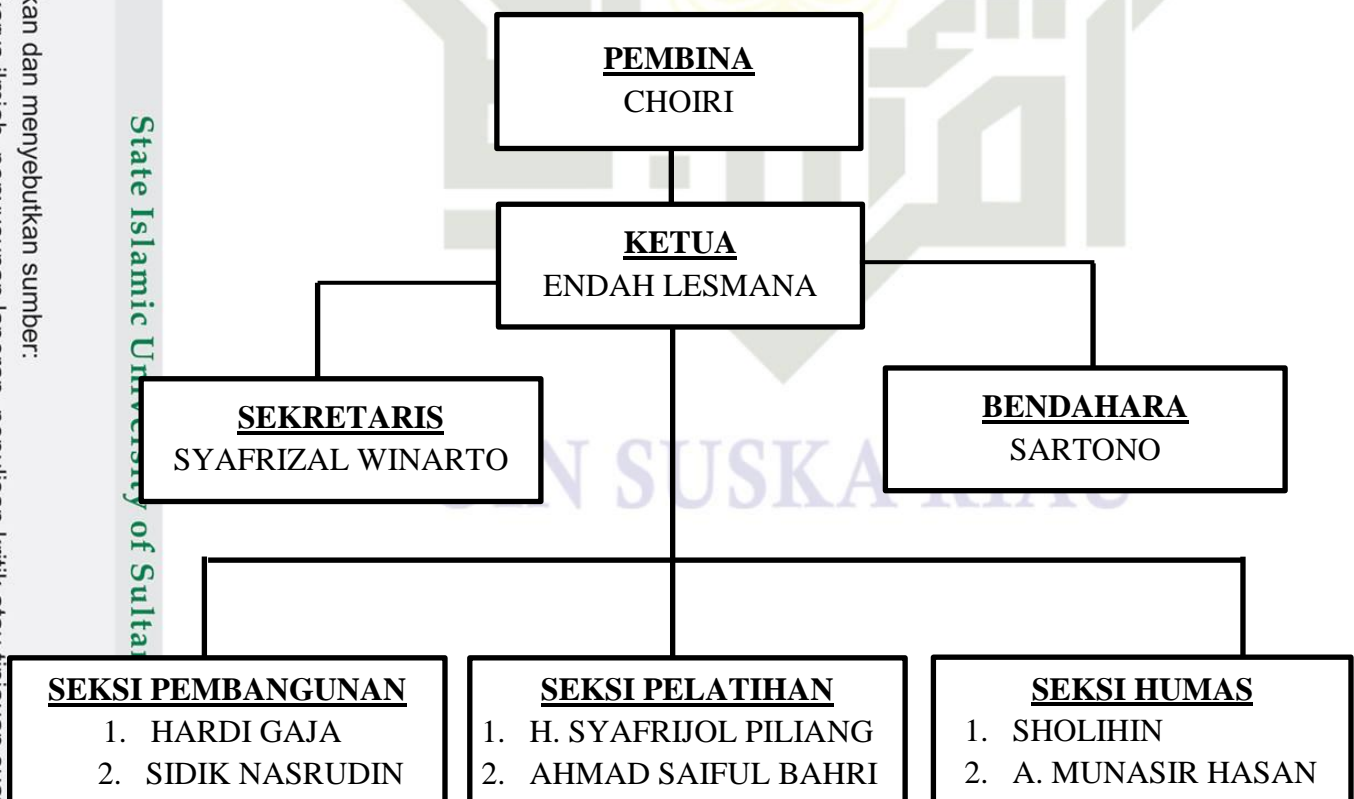 PEMBINA
CHOIRI
KETUA
ENDAH LESMANA
SEKRETARIS
SYAFRIZAL WINARTO
BENDAHARA
SARTONO
SEKSI PEMBANGUNAN
1. HARDI GAJA
2. SIDIK NASRUDIN
SEKSI PELATIHAN
1. H. SYAFRIJOL PILIANG
2. AHMAD SAIFUL BAHRI
SEKSI HUMAS
1. SHOLIHIN
2. A. MUNASIR HASAN
SUSKA RIAU
State Islamic University of Sultan
dan menyebutkan sumber: